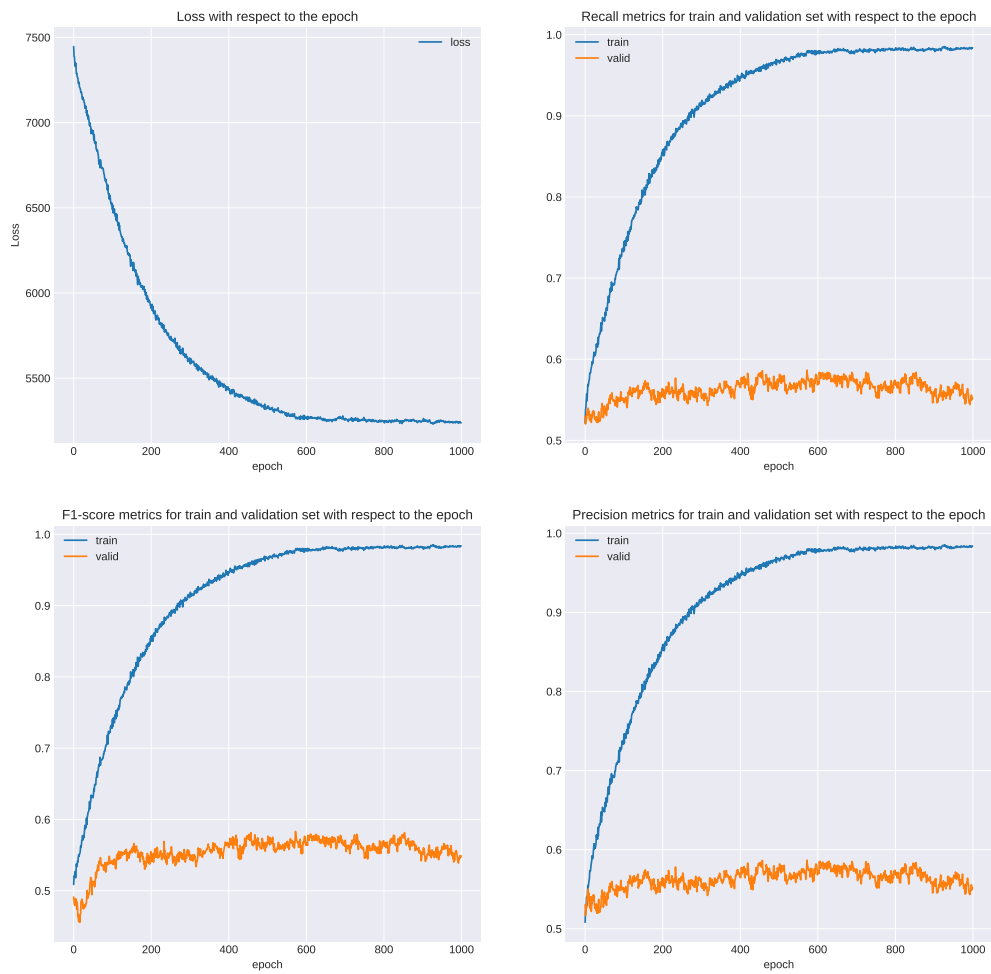 Loss with respect to the epoch
7500
7000
6500
6000
5500
Loss
loss
0 200 400 600 800 1000
epoch
Recall metrics for train and validation set with respect to the epoch
1.0
0.9
0.8
0.7
0.6
0.5
train
valid
0 200 400 600 800 1000
epoch
F1-score metrics for train and validation set with respect to the epoch
1.0
0.9
0.8
0.7
0.6
0.5
train
valid
0 200 400 600 800 1000
epoch
Precision metrics for train and validation set with respect to the epoch
1.0
0.9
0.8
0.7
0.6
0.5
train
valid
0 200 400 600 800 1000
epoch